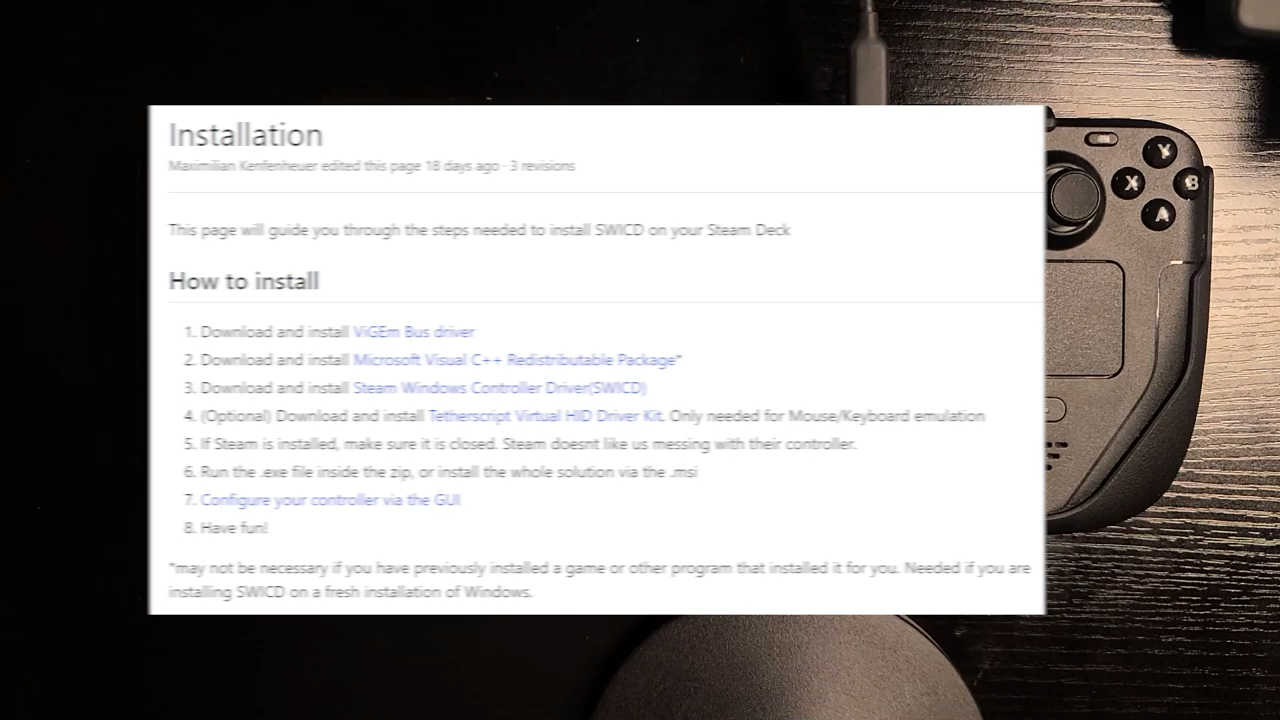 Installation
Maximilian Kenfenheuer edited this page 18 days ago · 3 revisions
This page will guide you through the steps needed to install SWICD on your Steam Deck
How to install
1. Download and install ViGEm Bus driver
2. Download and install Microsoft Visual C++ Redistributable Package*
3. Download and install Steam Windows Controller Driver(SWICD)
4. (Optional) Download and install Tetherscript Virtual HID Driver Kit. Only needed for Mouse/Keyboard emulation
5. If Steam is installed, make sure it is closed. Steam doesnt like us messing with their controller.
6. Run the .exe file inside the zip, or install the whole solution via the .msi
7. Configure your controller via the GUI
8. Have fun!
*may not be necessary if you have previously installed a game or other program that installed it for you. Needed if you are
installing SWICD on a fresh installation of Windows.
Y
X
B
A